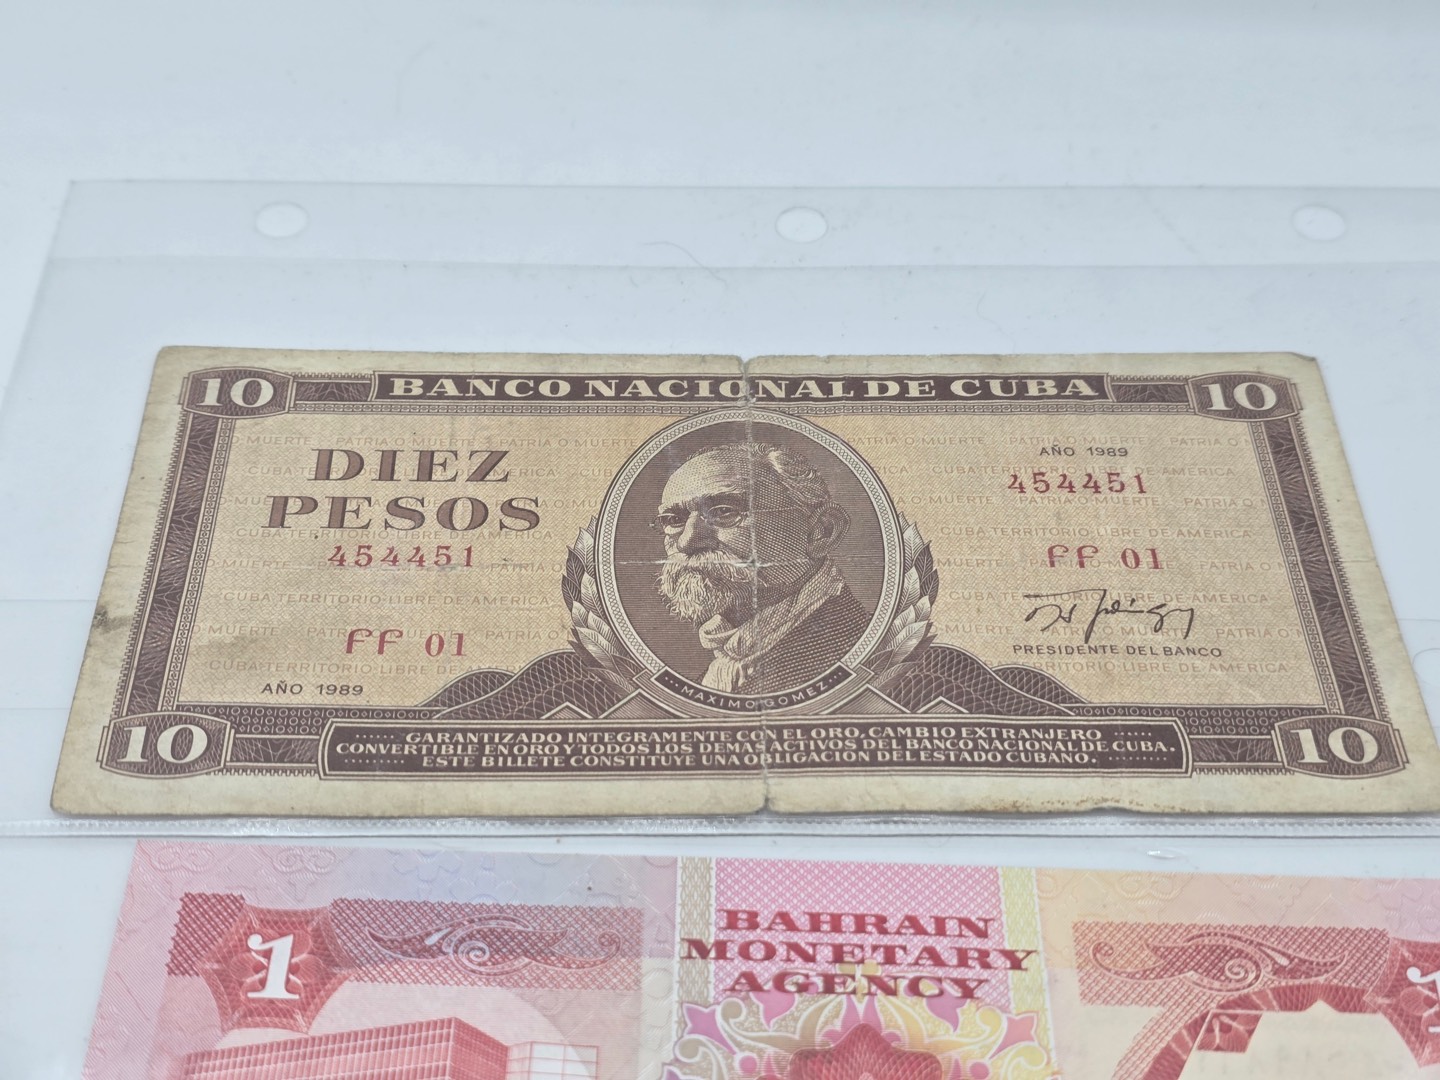 10 BANCO NACIONAL DE CUBA 10
DIEZ
PESOS
454451
FF 01
AÑO 1989
AÑO 1989
454451
FF 01
PRESIDENTE DEL BANCO
PATRIA O MUERTE
CUBA TERRITORIO LIBRE DE AMERICA
MAXIMO GOMEZ
10 10
GARANTIZADO INTEGRAMENTE CON EL ORO, CAMBIO EXTRANJERO
CONVERTIBLE EN ORO Y TODOS LOS DEMAS ACTIVOS DEL BANCO NACIONAL DE CUBA.
ESTE BILLETE CONSTITUYE UNA OBLIGACION DEL ESTADO CUBANO.
1
BAHRAIN
MONETARY
AGENCY
1